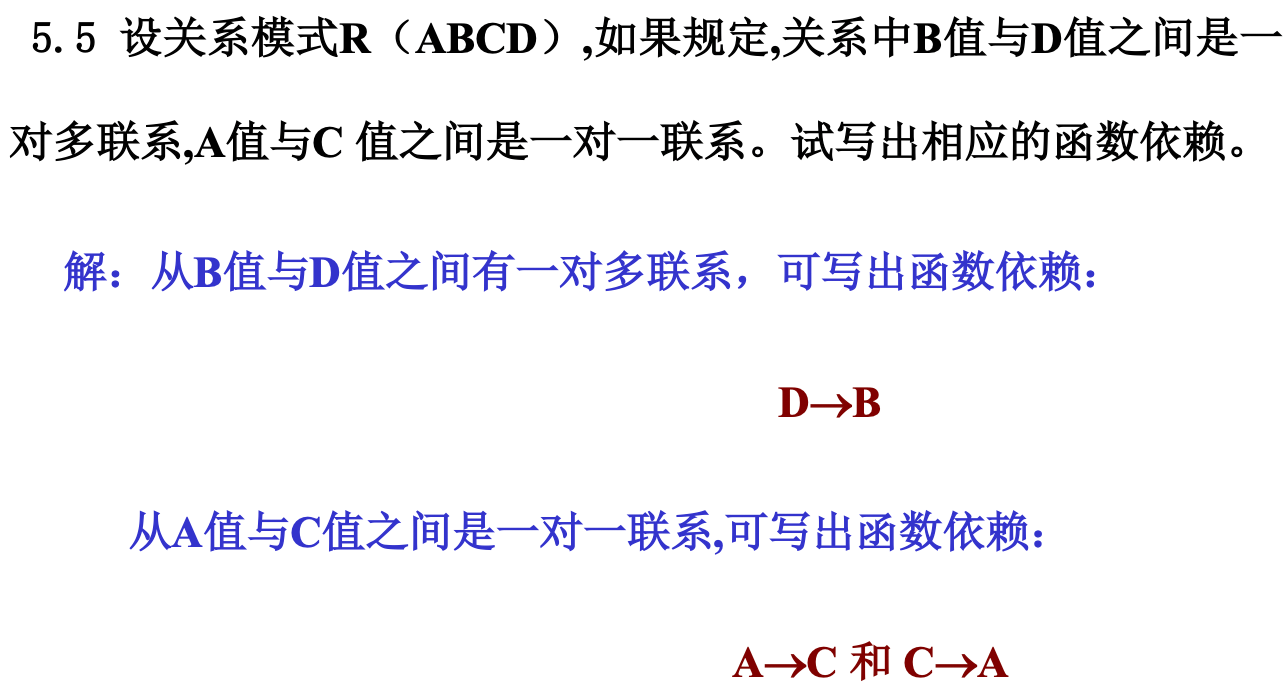 5.5 设关系模式R（ABCD）,如果规定,关系中B值与D值之间是一
对多联系,A值与C 值之间是一对一联系。试写出相应的函数依赖。
解：从B值与D值之间有一对多联系，可写出函数依赖：
D→B
从A值与C值之间是一对一联系,可写出函数依赖：
A→C 和 C→A